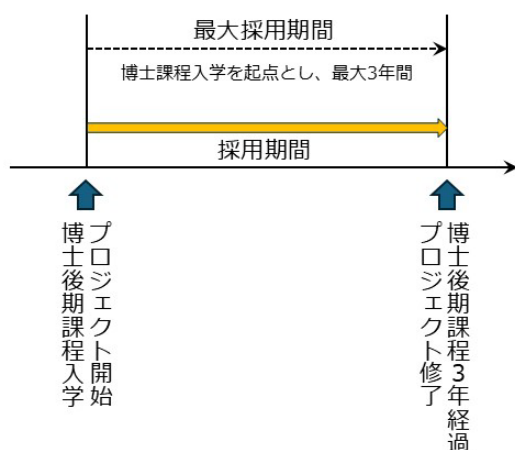 最大採用期間
博士課程入学を起点とし、最大3年間
採用期間
プロジェクト開始
博士後期課程入学
博士後期課程3年経過
プロジェクト修了